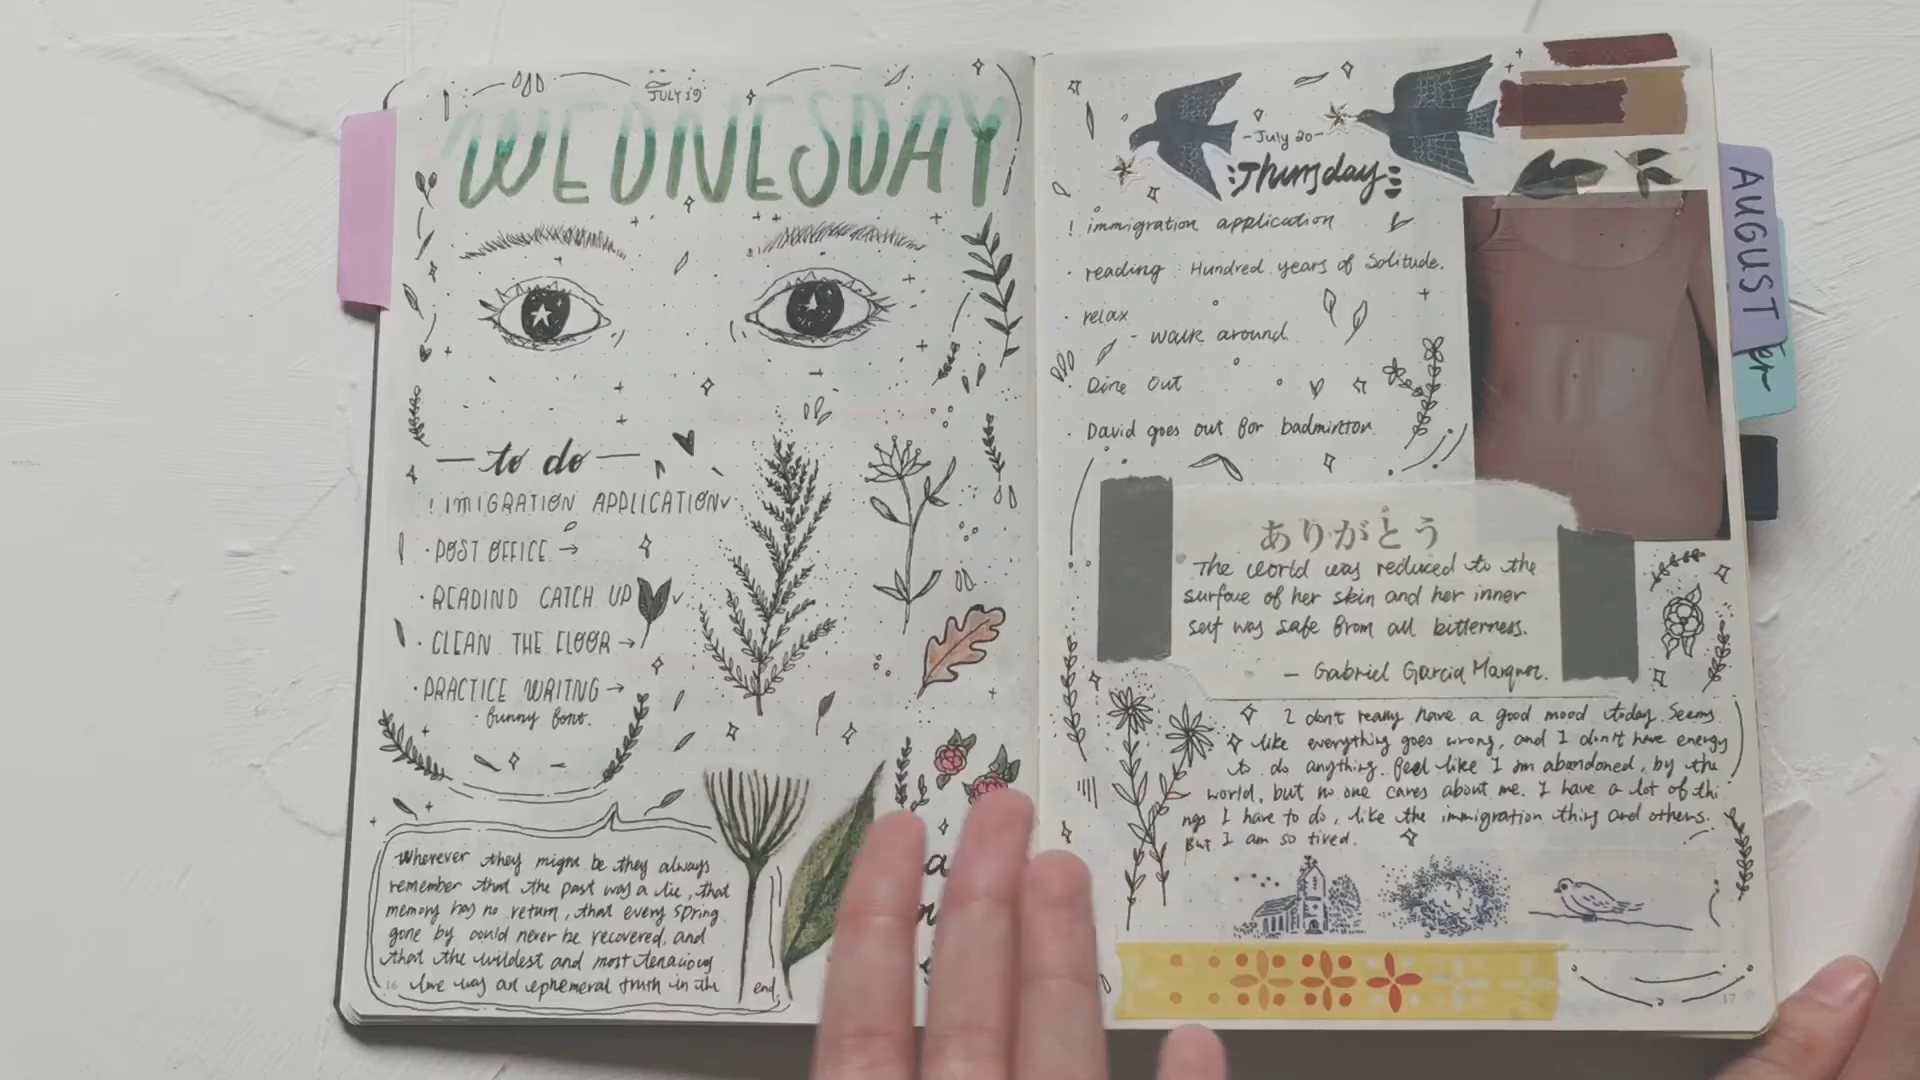 JULY 19
WEDNESDAY
to do
! IMIGRATION APPLICATION
· POST OFFICE →
· READIND CATCH UP
· CLEAN THE FLOOR →
· PRACTICE WRITNG →
· funny font.
Wherever they might be they always
remember that the past was a lie, that
memory has no return, that every spring
gone by could never be recovered, and
that the wildest and most tenacious
love was an ephemeral truth in the end.
16
- July 20 -
Thursday
! immigration application
· reading : Hundred years of Solitude.
· relax
- walk around
· Dine Out
· David goes out for badminton
ありがとう
The world was reduced to the
surface of her skin and her inner
self was safe from all bitterness.
— Gabriel Garcia Marquez.
I don't really have a good mood today. Seems
like everything goes wrong, and I don't have energy
to do anything. Feel like I am abandoned, by the
world, but no one cares about me. I have a lot of thi
ngs I have to do, like the immigration thing and others.
But I am so tired.
17
AUGUST